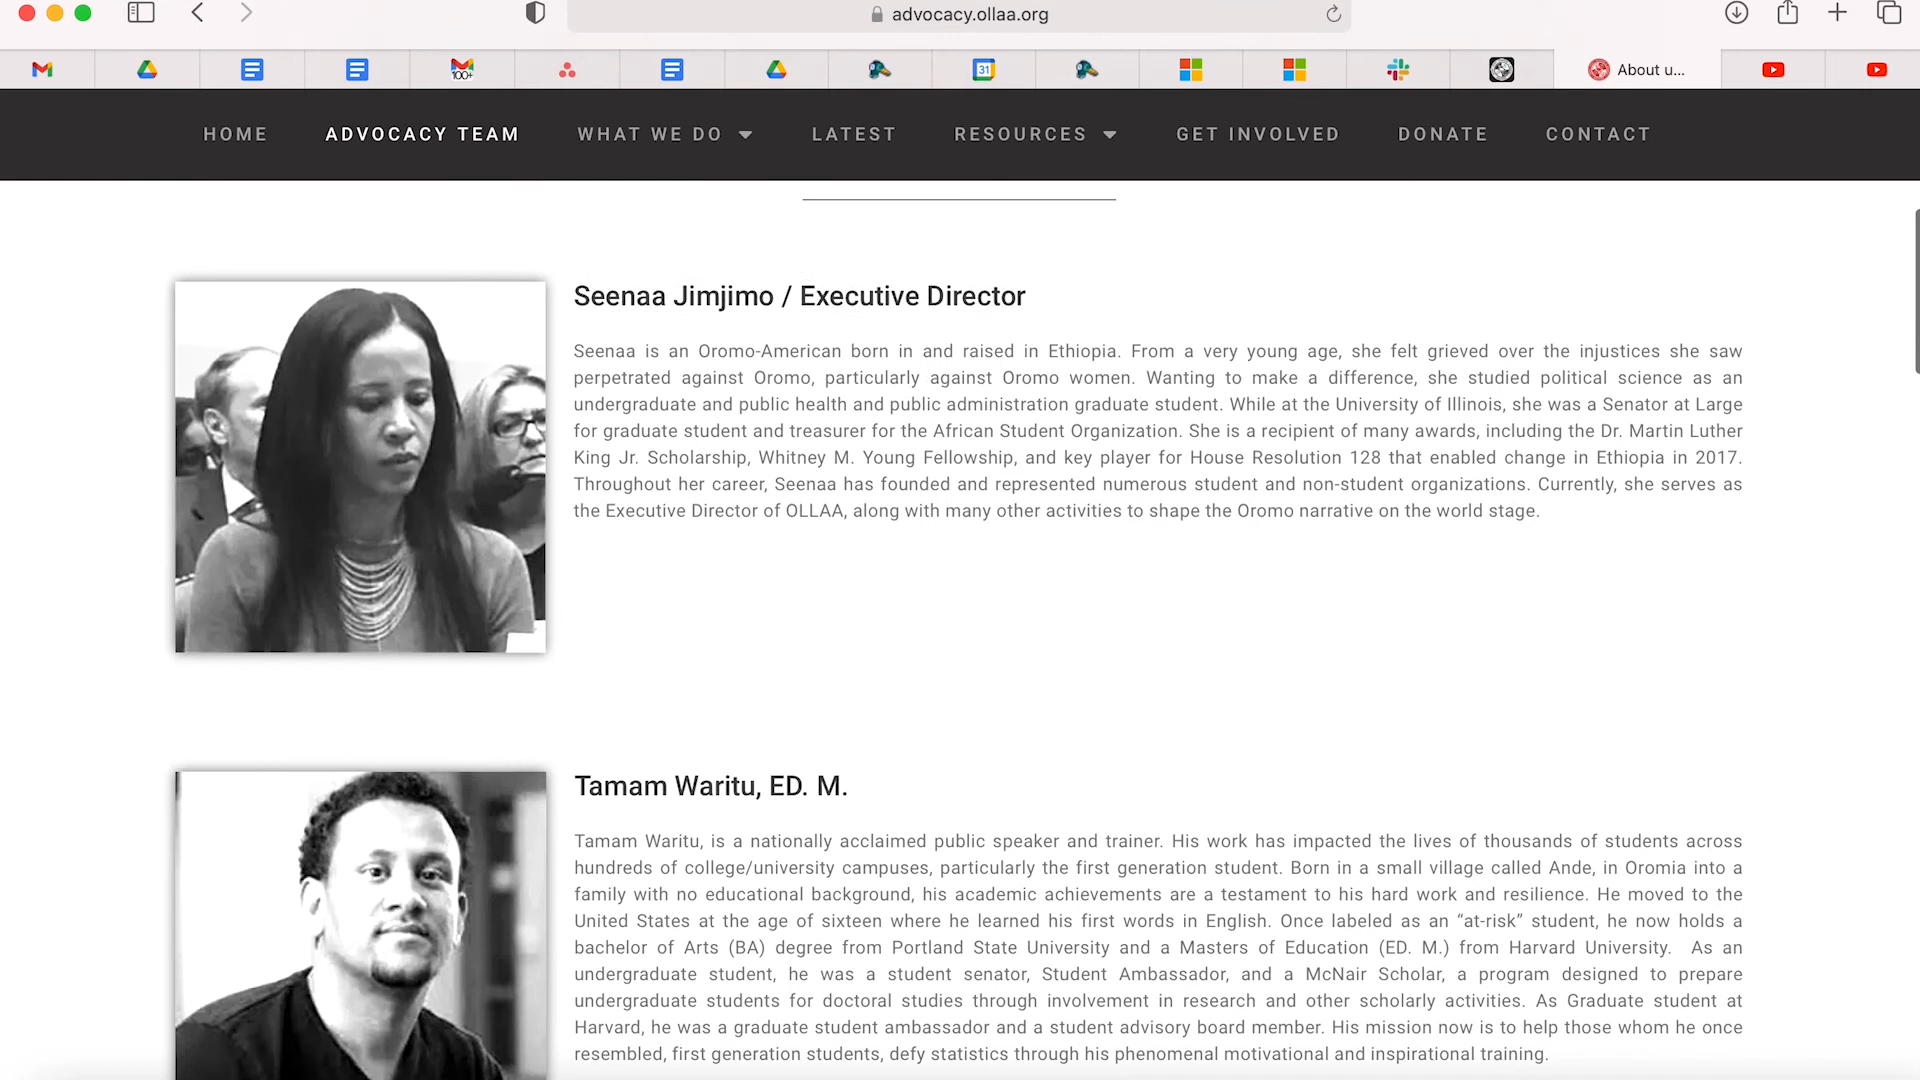 advocacy.ollaa.org
100+
31
About u...
HOME
ADVOCACY TEAM
WHAT WE DO
LATEST
RESOURCES
GET INVOLVED
DONATE
CONTACT
Seenaa Jimjimo / Executive Director
Seenaa is an Oromo-American born in and raised in Ethiopia. From a very young age, she felt grieved over the injustices she saw
perpetrated against Oromo, particularly against Oromo women. Wanting to make a difference, she studied political science as an
undergraduate and public health and public administration graduate student. While at the University of Illinois, she was a Senator at Large
for graduate student and treasurer for the African Student Organization. She is a recipient of many awards, including the Dr. Martin Luther
King Jr. Scholarship, Whitney M. Young Fellowship, and key player for House Resolution 128 that enabled change in Ethiopia in 2017.
Throughout her career, Seenaa has founded and represented numerous student and non-student organizations. Currently, she serves as
the Executive Director of OLLAA, along with many other activities to shape the Oromo narrative on the world stage.
Tamam Waritu, ED. M.
Tamam Waritu, is a nationally acclaimed public speaker and trainer. His work has impacted the lives of thousands of students across
hundreds of college/university campuses, particularly the first generation student. Born in a small village called Ande, in Oromia into a
family with no educational background, his academic achievements are a testament to his hard work and resilience. He moved to the
United States at the age of sixteen where he learned his first words in English. Once labeled as an “at-risk” student, he now holds a
bachelor of Arts (BA) degree from Portland State University and a Masters of Education (ED. M.) from Harvard University. As an
undergraduate student, he was a student senator, Student Ambassador, and a McNair Scholar, a program designed to prepare
undergraduate students for doctoral studies through involvement in research and other scholarly activities. As Graduate student at
Harvard, he was a graduate student ambassador and a student advisory board member. His mission now is to help those whom he once
resembled, first generation students, defy statistics through his phenomenal motivational and inspirational training.